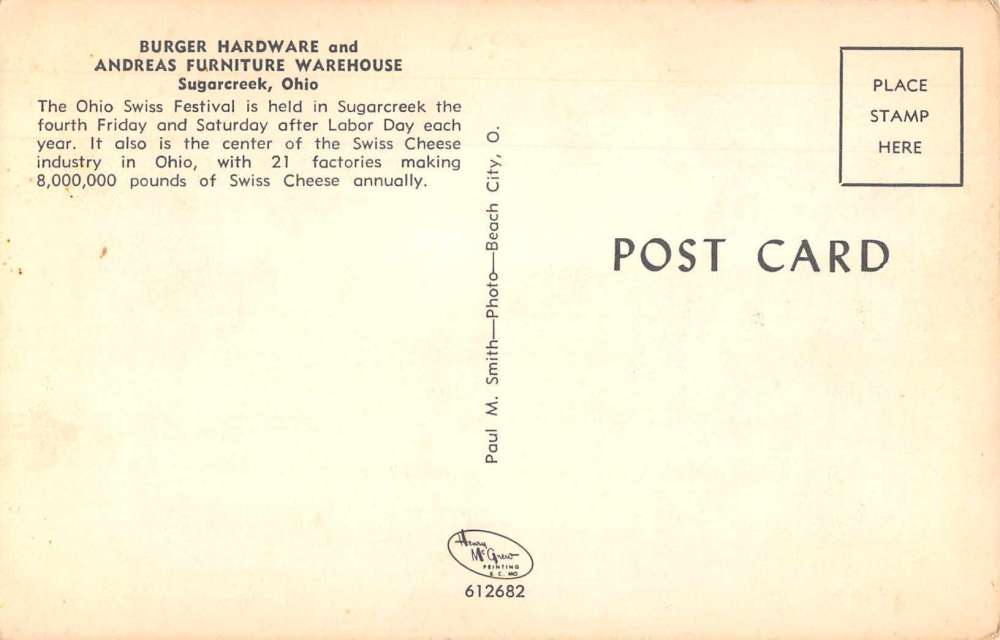 BURGER HARDWARE and
ANDREAS FURNITURE WAREHOUSE
Sugarcreek, Ohio
The Ohio Swiss Festival is held in Sugarcreek the
fourth Friday and Saturday after Labor Day each
year. It also is the center of the Swiss Cheese
industry in Ohio, with 21 factories making
8,000,000 pounds of Swiss Cheese annually.
Paul M. Smith—Photo—Beach City, O.
PLACE
STAMP
HERE
POST CARD
Henry
McGrew
PRINTING
K. C. MO
612682